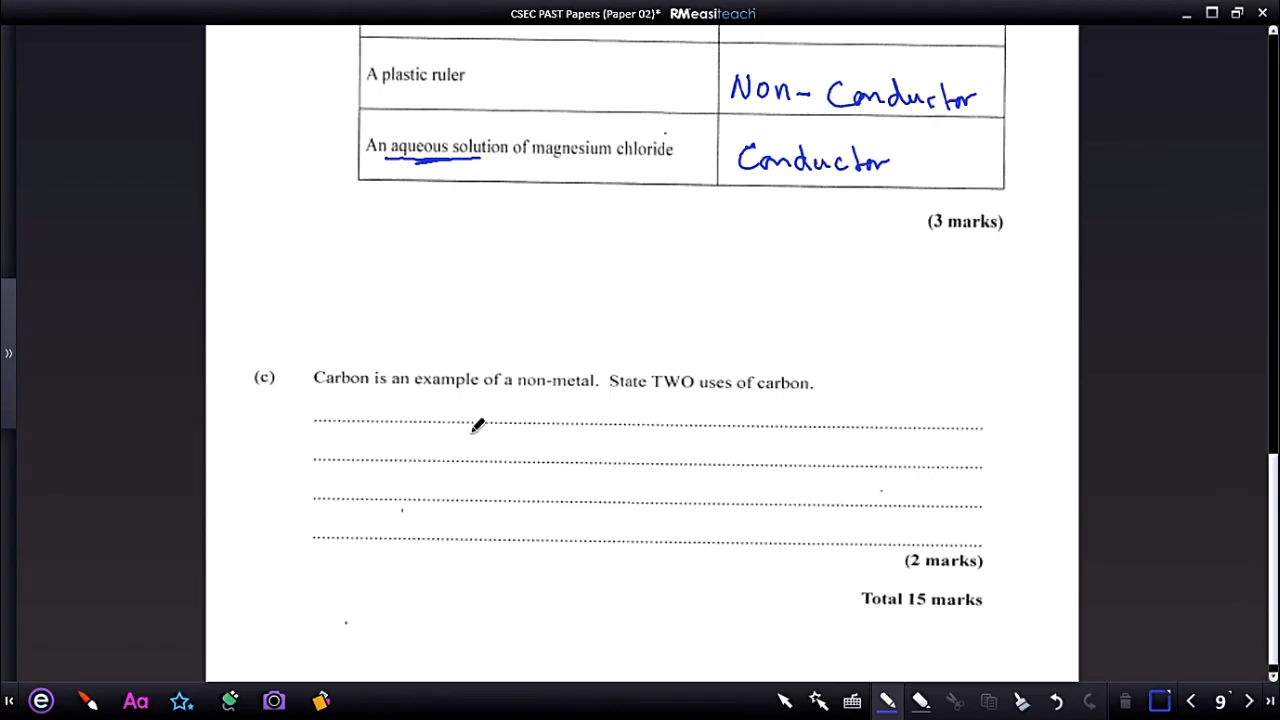 CSEC PAST Papers (Paper 02)* RMeasiteach
A plastic ruler
Non-Conductor
An aqueous solution of magnesium chloride
Conductor
(3 marks)
(c) Carbon is an example of a non-metal. State TWO uses of carbon.
(2 marks)
Total 15 marks
Aa
9